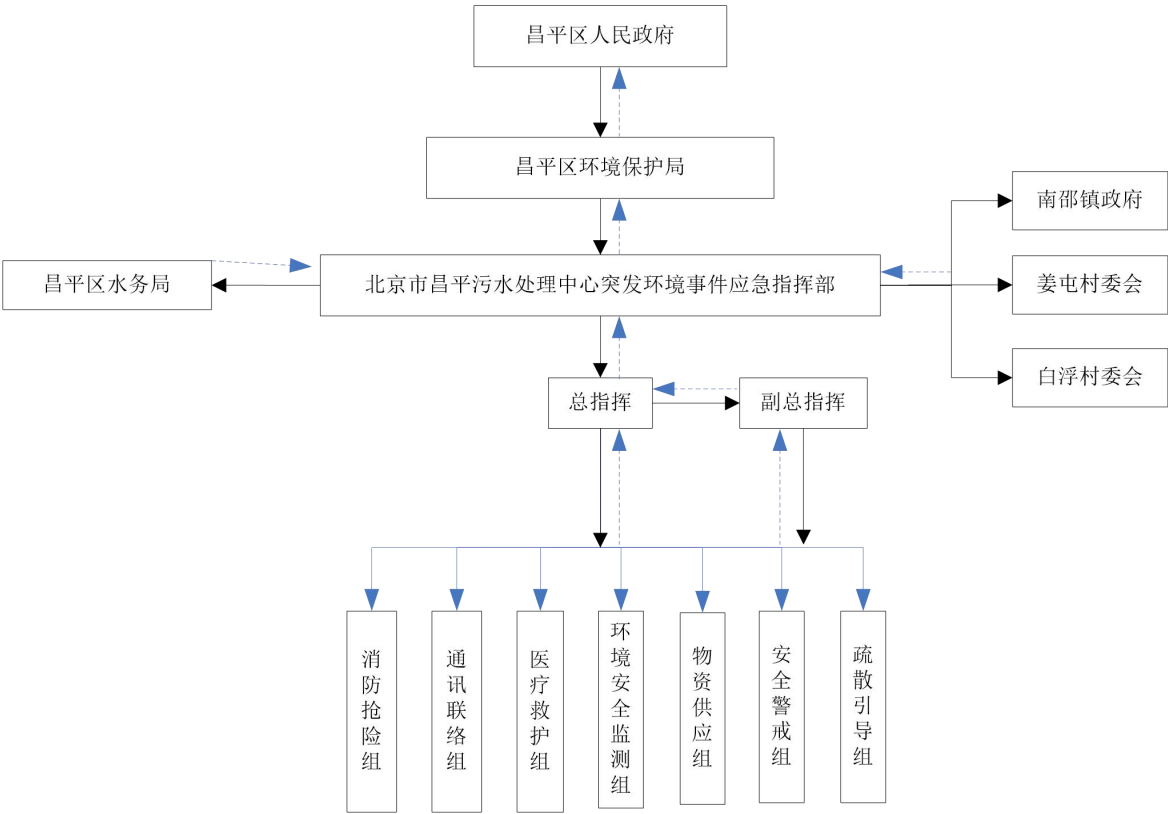 昌平区人民政府
昌平区环境保护局
南邵镇政府
昌平区水务局
北京市昌平污水处理中心突发环境事件应急指挥部
姜屯村委会
白浮村委会
总指挥
副总指挥
消防抢险组
通讯联络组
医疗救护组
环境安全监测组
物资供应组
安全警戒组
疏散引导组